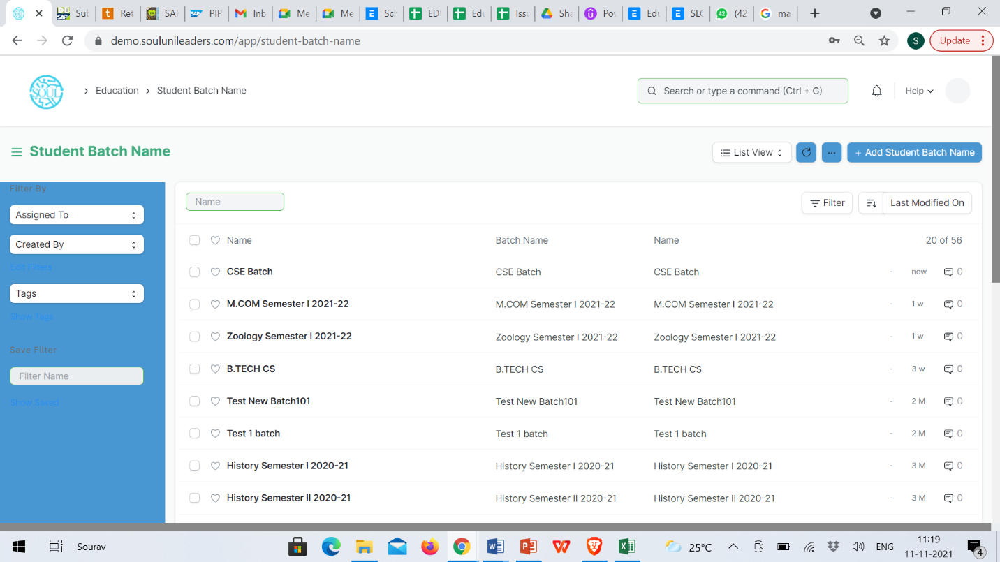 Sub
Ret
SAP
PIP
Inb
Me
Me
Sch
EDU
Edu
Issu
Sha
Pov
Edu
SLC
(42
ma
demo.soulunileaders.com/app/student-batch-name
S
Update
SOUL
Education
Student Batch Name
Search or type a command (Ctrl + G)
Help
Student Batch Name
List View
...
+ Add Student Batch Name
Filter By
Assigned To
Created By
Edit Filters
Tags
Show Tags
Save Filter
Filter Name
Show Saved
Name
Filter
Last Modified On
Name Batch Name Name 20 of 56
CSE Batch CSE Batch CSE Batch - now 0
M.COM Semester I 2021-22 M.COM Semester I 2021-22 M.COM Semester I 2021-22 - 1 w 0
Zoology Semester I 2021-22 Zoology Semester I 2021-22 Zoology Semester I 2021-22 - 1 w 0
B.TECH CS B.TECH CS B.TECH CS - 3 w 0
Test New Batch101 Test New Batch101 Test New Batch101 - 2 M 0
Test 1 batch Test 1 batch Test 1 batch - 2 M 0
History Semester I 2020-21 History Semester I 2020-21 History Semester I 2020-21 - 3 M 0
History Semester II 2020-21 History Semester II 2020-21 History Semester II 2020-21 - 3 M 0
Sourav
25°C
ENG
11:19
11-11-2021
4